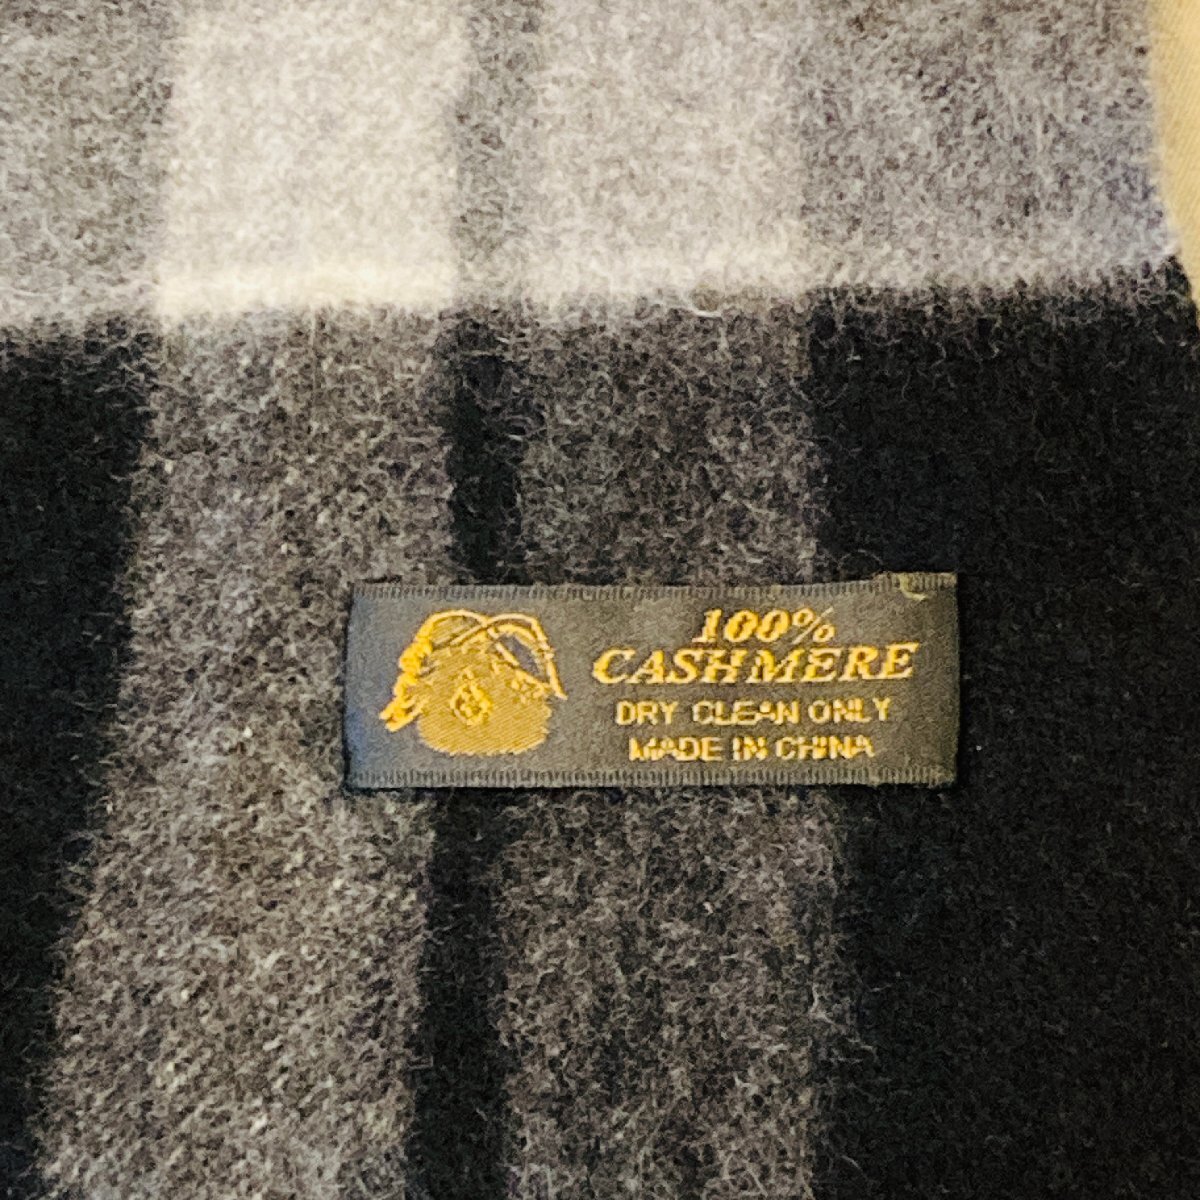 100%
CASHMERE
DRY CLEAN ONLY
MADE IN CHINA